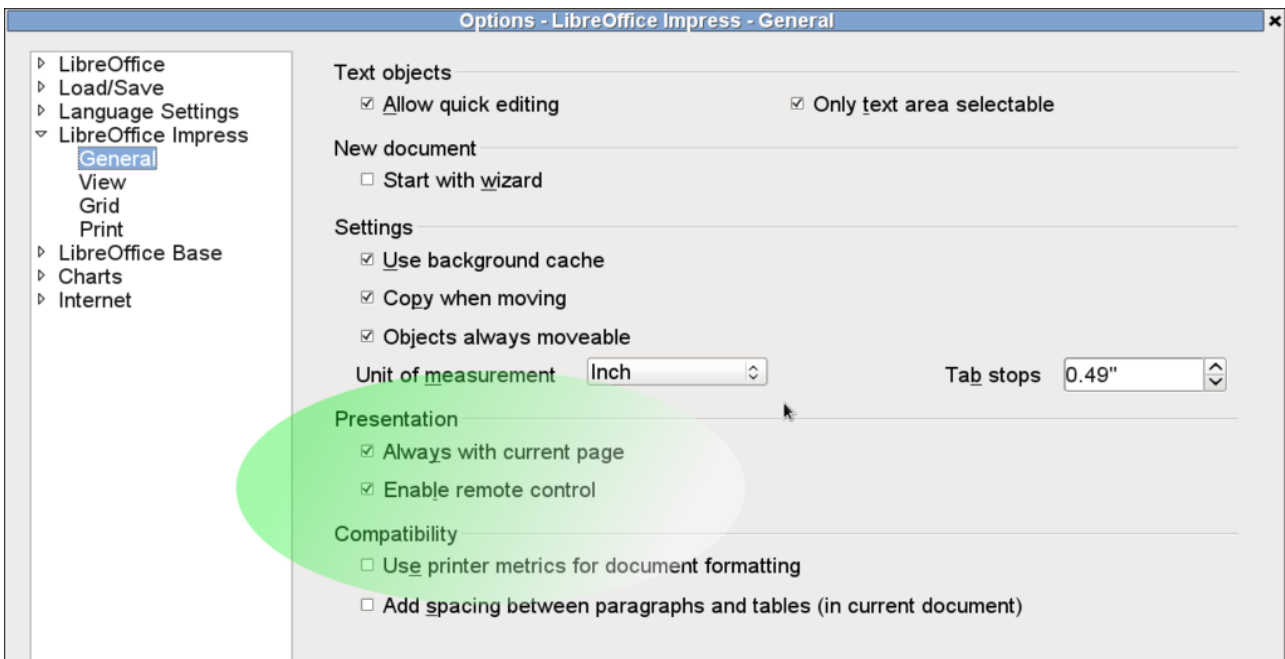 Options - LibreOffice Impress - General
LibreOffice
Load/Save
Language Settings
LibreOffice Impress
General
View
Grid
Print
LibreOffice Base
Charts
Internet
Text objects
Allow quick editing
Only text area selectable
New document
Start with wizard
Settings
Use background cache
Copy when moving
Objects always moveable
Unit of measurement Inch Tab stops 0.49"
Presentation
Always with current page
Enable remote control
Compatibility
Use printer metrics for document formatting
Add spacing between paragraphs and tables (in current document)